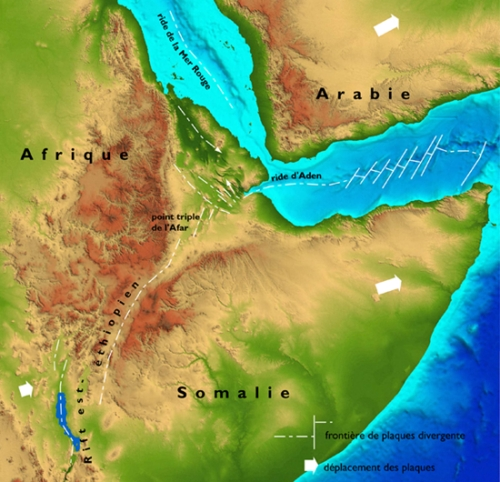 ride de la Mer Rouge
Arabie
Afrique
ride d'Aden
point triple
de l'Afar
Rift est. éthiopien
Somalie
frontière de plaques divergente
déplacement des plaques